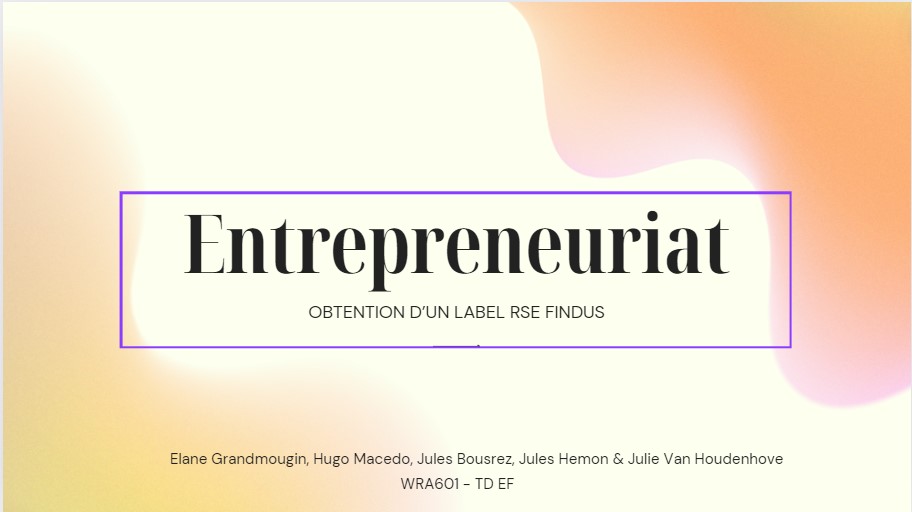 Entrepreneuriat
OBTENTION D'UN LABEL RSE FINDUS
Elane Grandmougin, Hugo Macedo, Jules Bousrez, Jules Hemon & Julie Van Houdenhove
WRA601 - TD EF